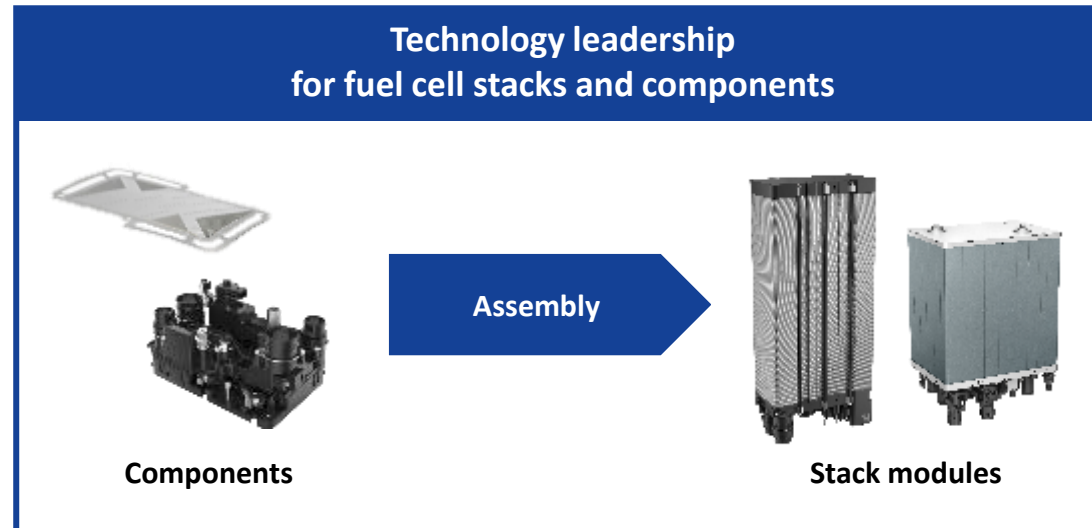 Technology leadership
for fuel cell stacks and components
Assembly
Components
Stack modules